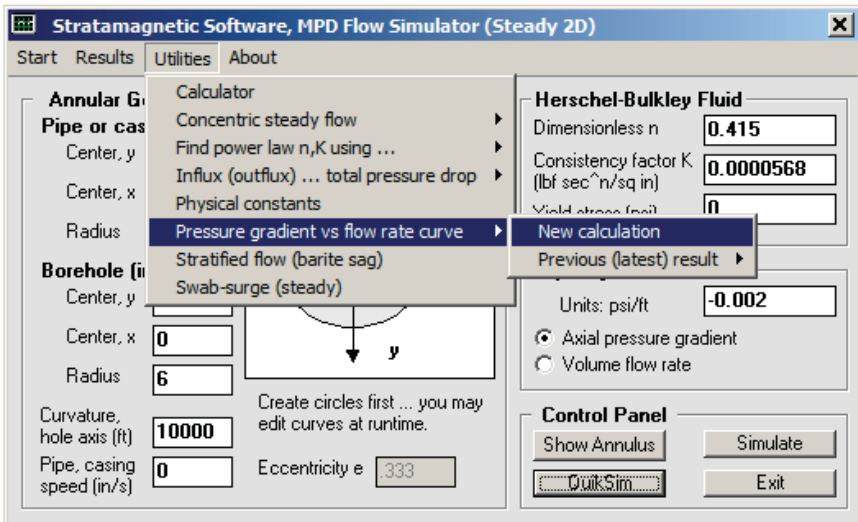 Stratamagnetic Software, MPD Flow Simulator (Steady 2D)
Start Results Utilities About
Calculator
Concentric steady flow
Find power law n,K using ...
Influx (outflux) ... total pressure drop
Physical constants
Pressure gradient vs flow rate curve
Stratified flow (barite sag)
Swab-surge (steady)
New calculation
Previous (latest) result
Annular
Pipe or
Center, y
Center, x
Radius
Borehole
Center, y
Center, x 0
Radius 6
Curvature,
hole axis (ft) 10000
Pipe, casing
speed (in/s) 0
y
Create circles first ... you may
edit curves at runtime.
Eccentricity e .333
Herschel-Bulkley Fluid
Dimensionless n 0.415
Consistency factor K
(lbf sec^n/sq in) 0.0000568
Yield stress (psi) 0
Units: psi/ft -0.002
Axial pressure gradient
Volume flow rate
Control Panel
Show Annulus Simulate
QuikSim Exit